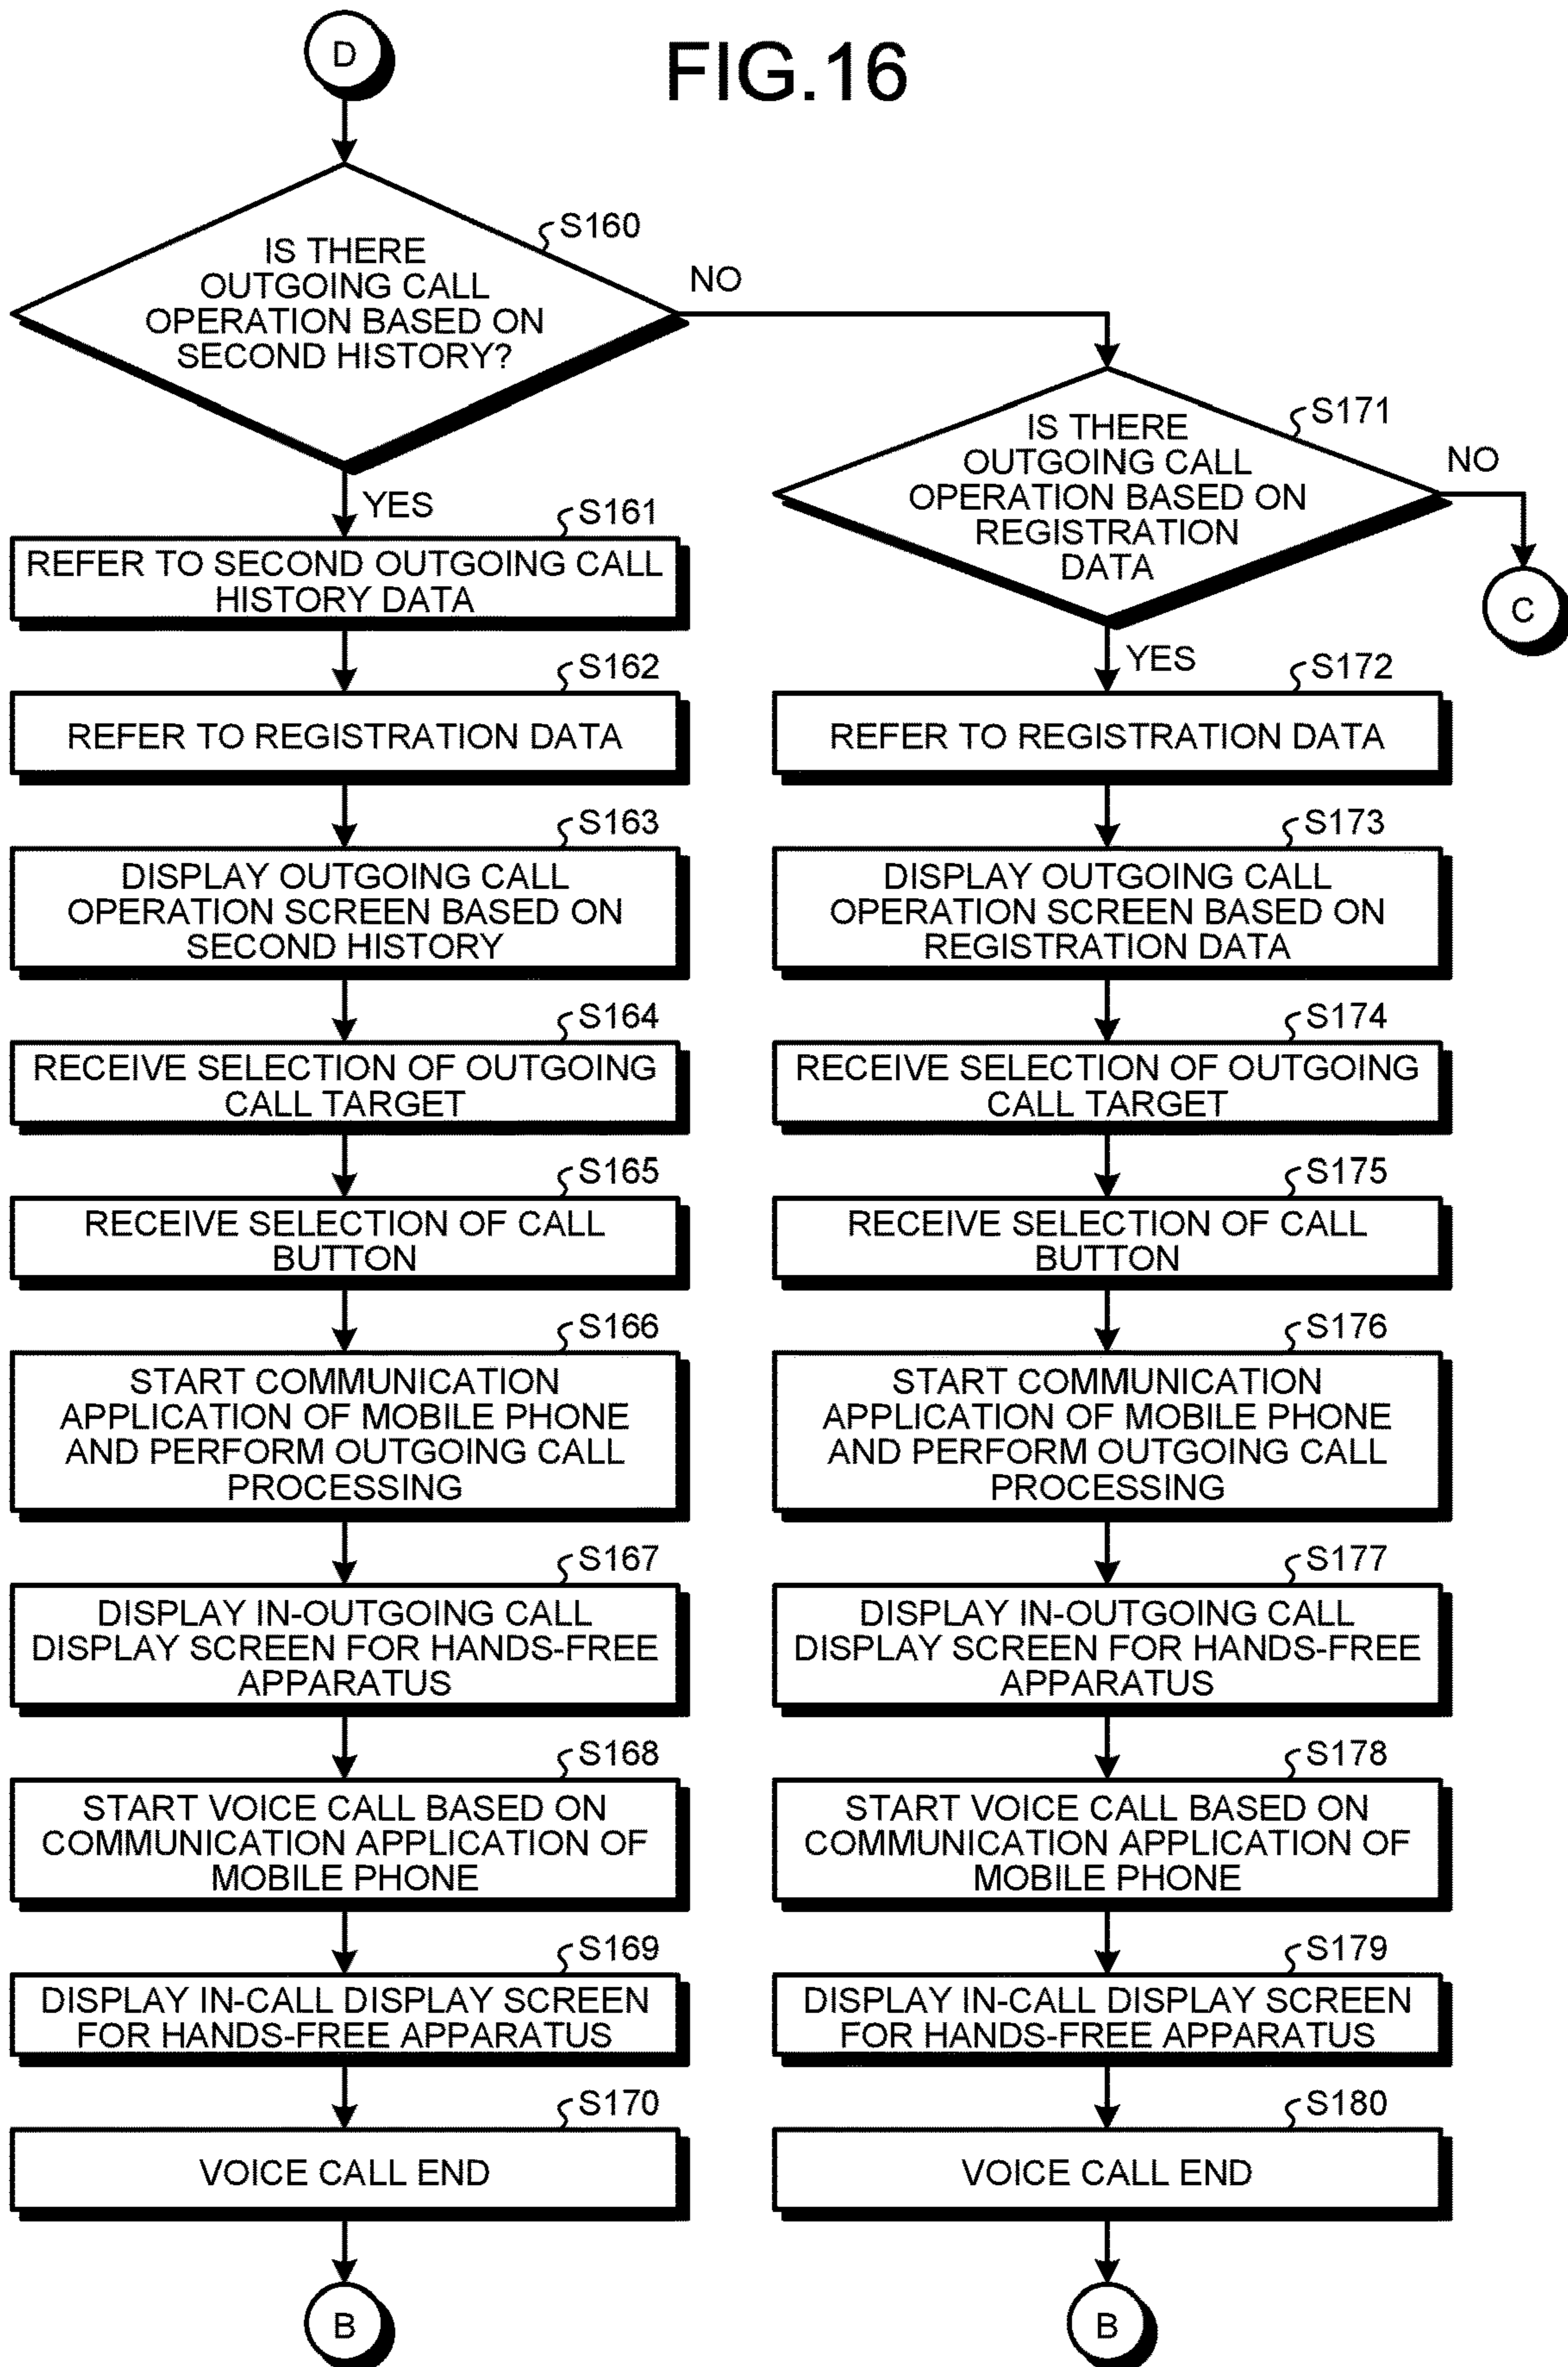 FIG.16
D
S160
IS THERE
OUTGOING CALL
OPERATION BASED ON
SECOND HISTORY?
NO
YES
S161
REFER TO SECOND OUTGOING CALL
HISTORY DATA
S162
REFER TO REGISTRATION DATA
S163
DISPLAY OUTGOING CALL
OPERATION SCREEN BASED ON
SECOND HISTORY
S164
RECEIVE SELECTION OF OUTGOING
CALL TARGET
S165
RECEIVE SELECTION OF CALL
BUTTON
S166
START COMMUNICATION
APPLICATION OF MOBILE PHONE
AND PERFORM OUTGOING CALL
PROCESSING
S167
DISPLAY IN-OUTGOING CALL
DISPLAY SCREEN FOR HANDS-FREE
APPARATUS
S168
START VOICE CALL BASED ON
COMMUNICATION APPLICATION OF
MOBILE PHONE
S169
DISPLAY IN-CALL DISPLAY SCREEN
FOR HANDS-FREE APPARATUS
S170
VOICE CALL END
B
S171
IS THERE
OUTGOING CALL
OPERATION BASED ON
REGISTRATION
DATA
NO
C
YES
S172
REFER TO REGISTRATION DATA
S173
DISPLAY OUTGOING CALL
OPERATION SCREEN BASED ON
REGISTRATION DATA
S174
RECEIVE SELECTION OF OUTGOING
CALL TARGET
S175
RECEIVE SELECTION OF CALL
BUTTON
S176
START COMMUNICATION
APPLICATION OF MOBILE PHONE
AND PERFORM OUTGOING CALL
PROCESSING
S177
DISPLAY IN-OUTGOING CALL
DISPLAY SCREEN FOR HANDS-FREE
APPARATUS
S178
START VOICE CALL BASED ON
COMMUNICATION APPLICATION OF
MOBILE PHONE
S179
DISPLAY IN-CALL DISPLAY SCREEN
FOR HANDS-FREE APPARATUS
S180
VOICE CALL END
B